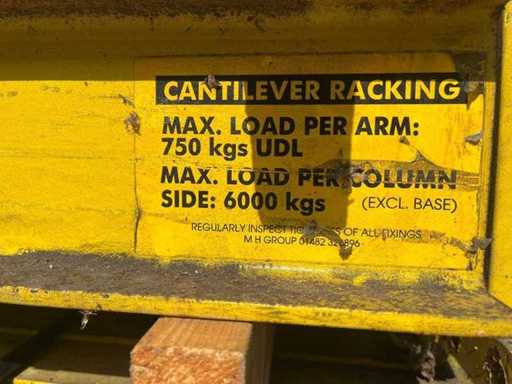 CANTILEVER RACKING
MAX. LOAD PER ARM:
750 kgs UDL
MAX. LOAD PER COLUMN
SIDE: 6000 kgs (EXCL. BASE)
REGULARLY INSPECT OF ALL FIXINGS
M H GROUP 01482